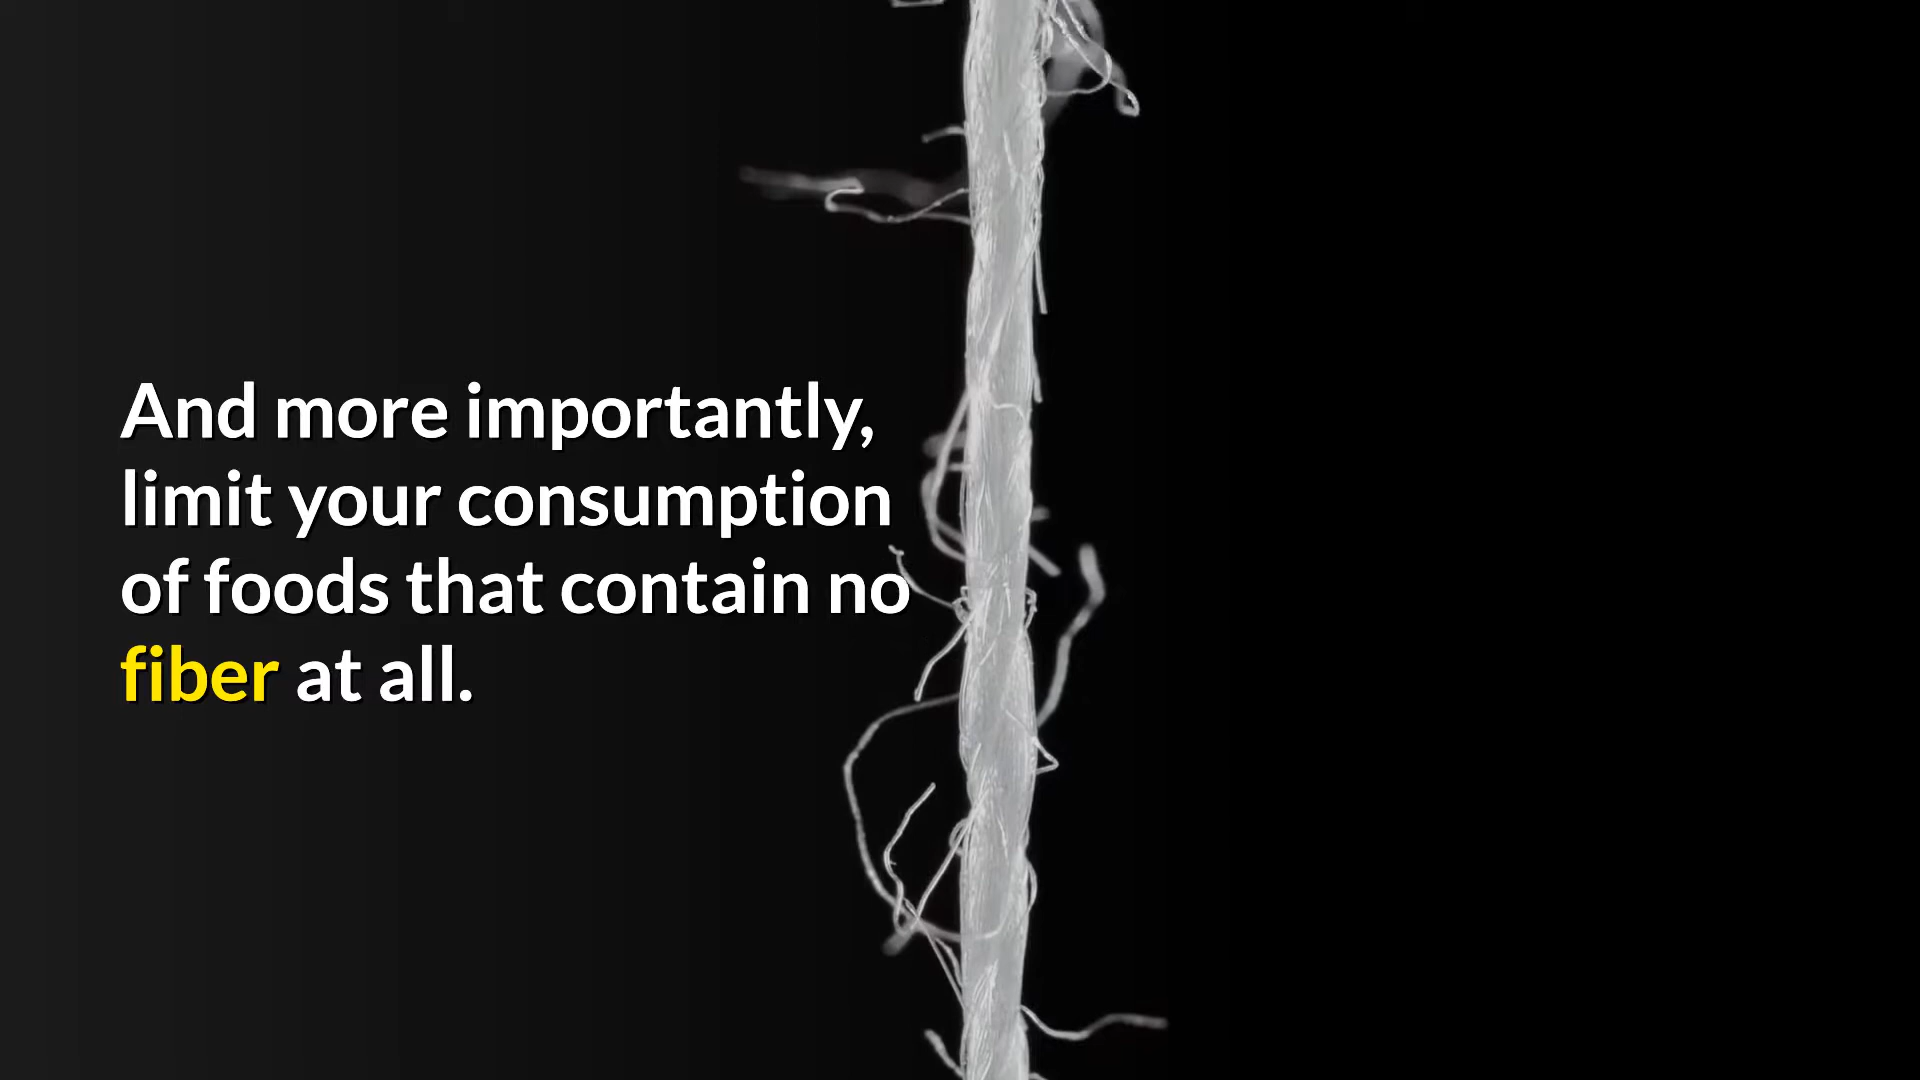 And more importantly,
limit your consumption
of foods that contain no
fiber at all.